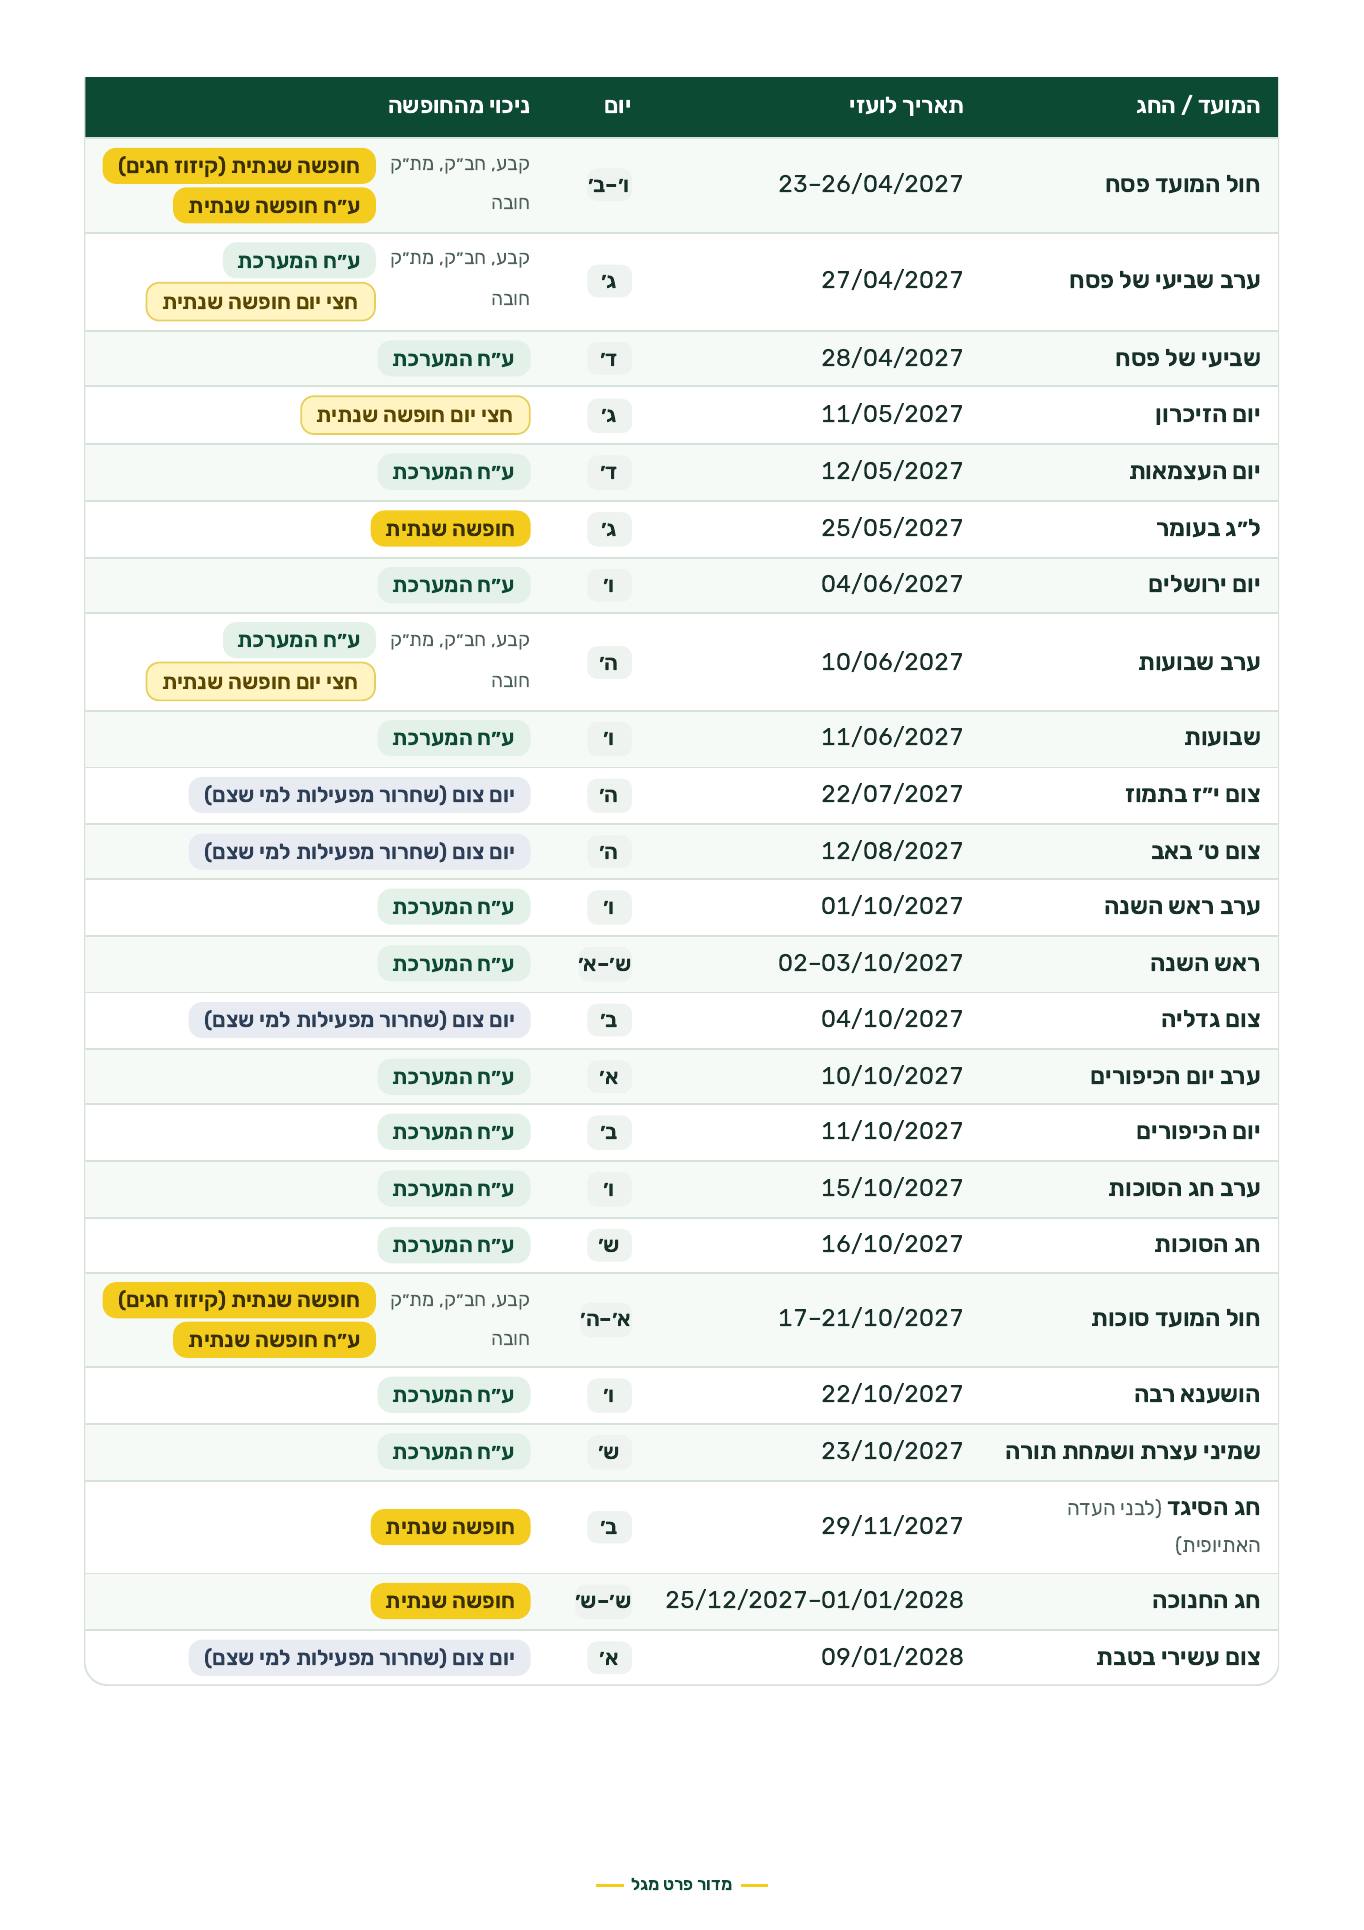 המועד / החג תאריך לועזי יום ניכוי מהחופשה
חול המועד פסח 23–26/04/2027 ו׳–ב׳ קבע, חב״ק, מת״ק חופשה שנתית (קיזוז חגים)
חובה ע״ח חופשה שנתית
ערב שביעי של פסח 27/04/2027 ג׳ קבע, חב״ק, מת״ק ע״ח המערכת
חובה חצי יום חופשה שנתית
שביעי של פסח 28/04/2027 ד׳ ע״ח המערכת
יום הזיכרון 11/05/2027 ג׳ חצי יום חופשה שנתית
יום העצמאות 12/05/2027 ד׳ ע״ח המערכת
ל״ג בעומר 25/05/2027 ג׳ חופשה שנתית
יום ירושלים 04/06/2027 ו׳ ע״ח המערכת
ערב שבועות 10/06/2027 ה׳ קבע, חב״ק, מת״ק ע״ח המערכת
חובה חצי יום חופשה שנתית
שבועות 11/06/2027 ו׳ ע״ח המערכת
צום י״ז בתמוז 22/07/2027 ה׳ יום צום (שחרור מפעילות למי שצם)
צום ט׳ באב 12/08/2027 ה׳ יום צום (שחרור מפעילות למי שצם)
ערב ראש השנה 01/10/2027 ו׳ ע״ח המערכת
ראש השנה 02–03/10/2027 ש׳–א׳ ע״ח המערכת
צום גדליה 04/10/2027 ב׳ יום צום (שחרור מפעילות למי שצם)
ערב יום הכיפורים 10/10/2027 א׳ ע״ח המערכת
יום הכיפורים 11/10/2027 ב׳ ע״ח המערכת
ערב חג הסוכות 15/10/2027 ו׳ ע״ח המערכת
חג הסוכות 16/10/2027 ש׳ ע״ח המערכת
חול המועד סוכות 17–21/10/2027 א׳–ה׳ קבע, חב״ק, מת״ק חופשה שנתית (קיזוז חגים)
חובה ע״ח חופשה שנתית
הושענא רבה 22/10/2027 ו׳ ע״ח המערכת
שמיני עצרת ושמחת תורה 23/10/2027 ש׳ ע״ח המערכת
חג הסיגד (לבני העדה
האתיופית) 29/11/2027 ב׳ חופשה שנתית
חג החנוכה 25/12/2027–01/01/2028 ש׳–ש׳ חופשה שנתית
צום עשירי בטבת 09/01/2028 א׳ יום צום (שחרור מפעילות למי שצם)
מדור פרט מגל